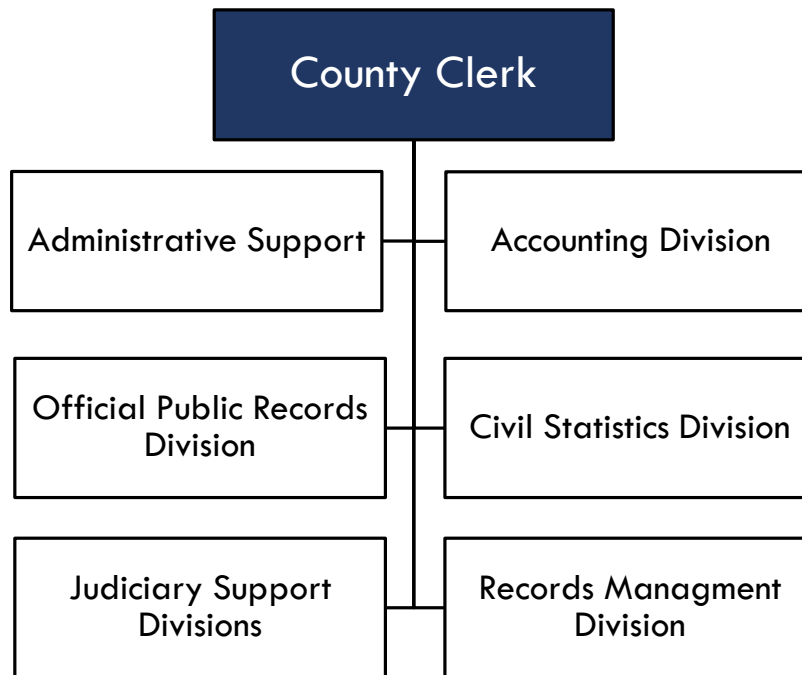 County Clerk
Administrative Support
Accounting Division
Official Public Records
Division
Civil Statistics Division
Judiciary Support
Divisions
Records Managment
Division